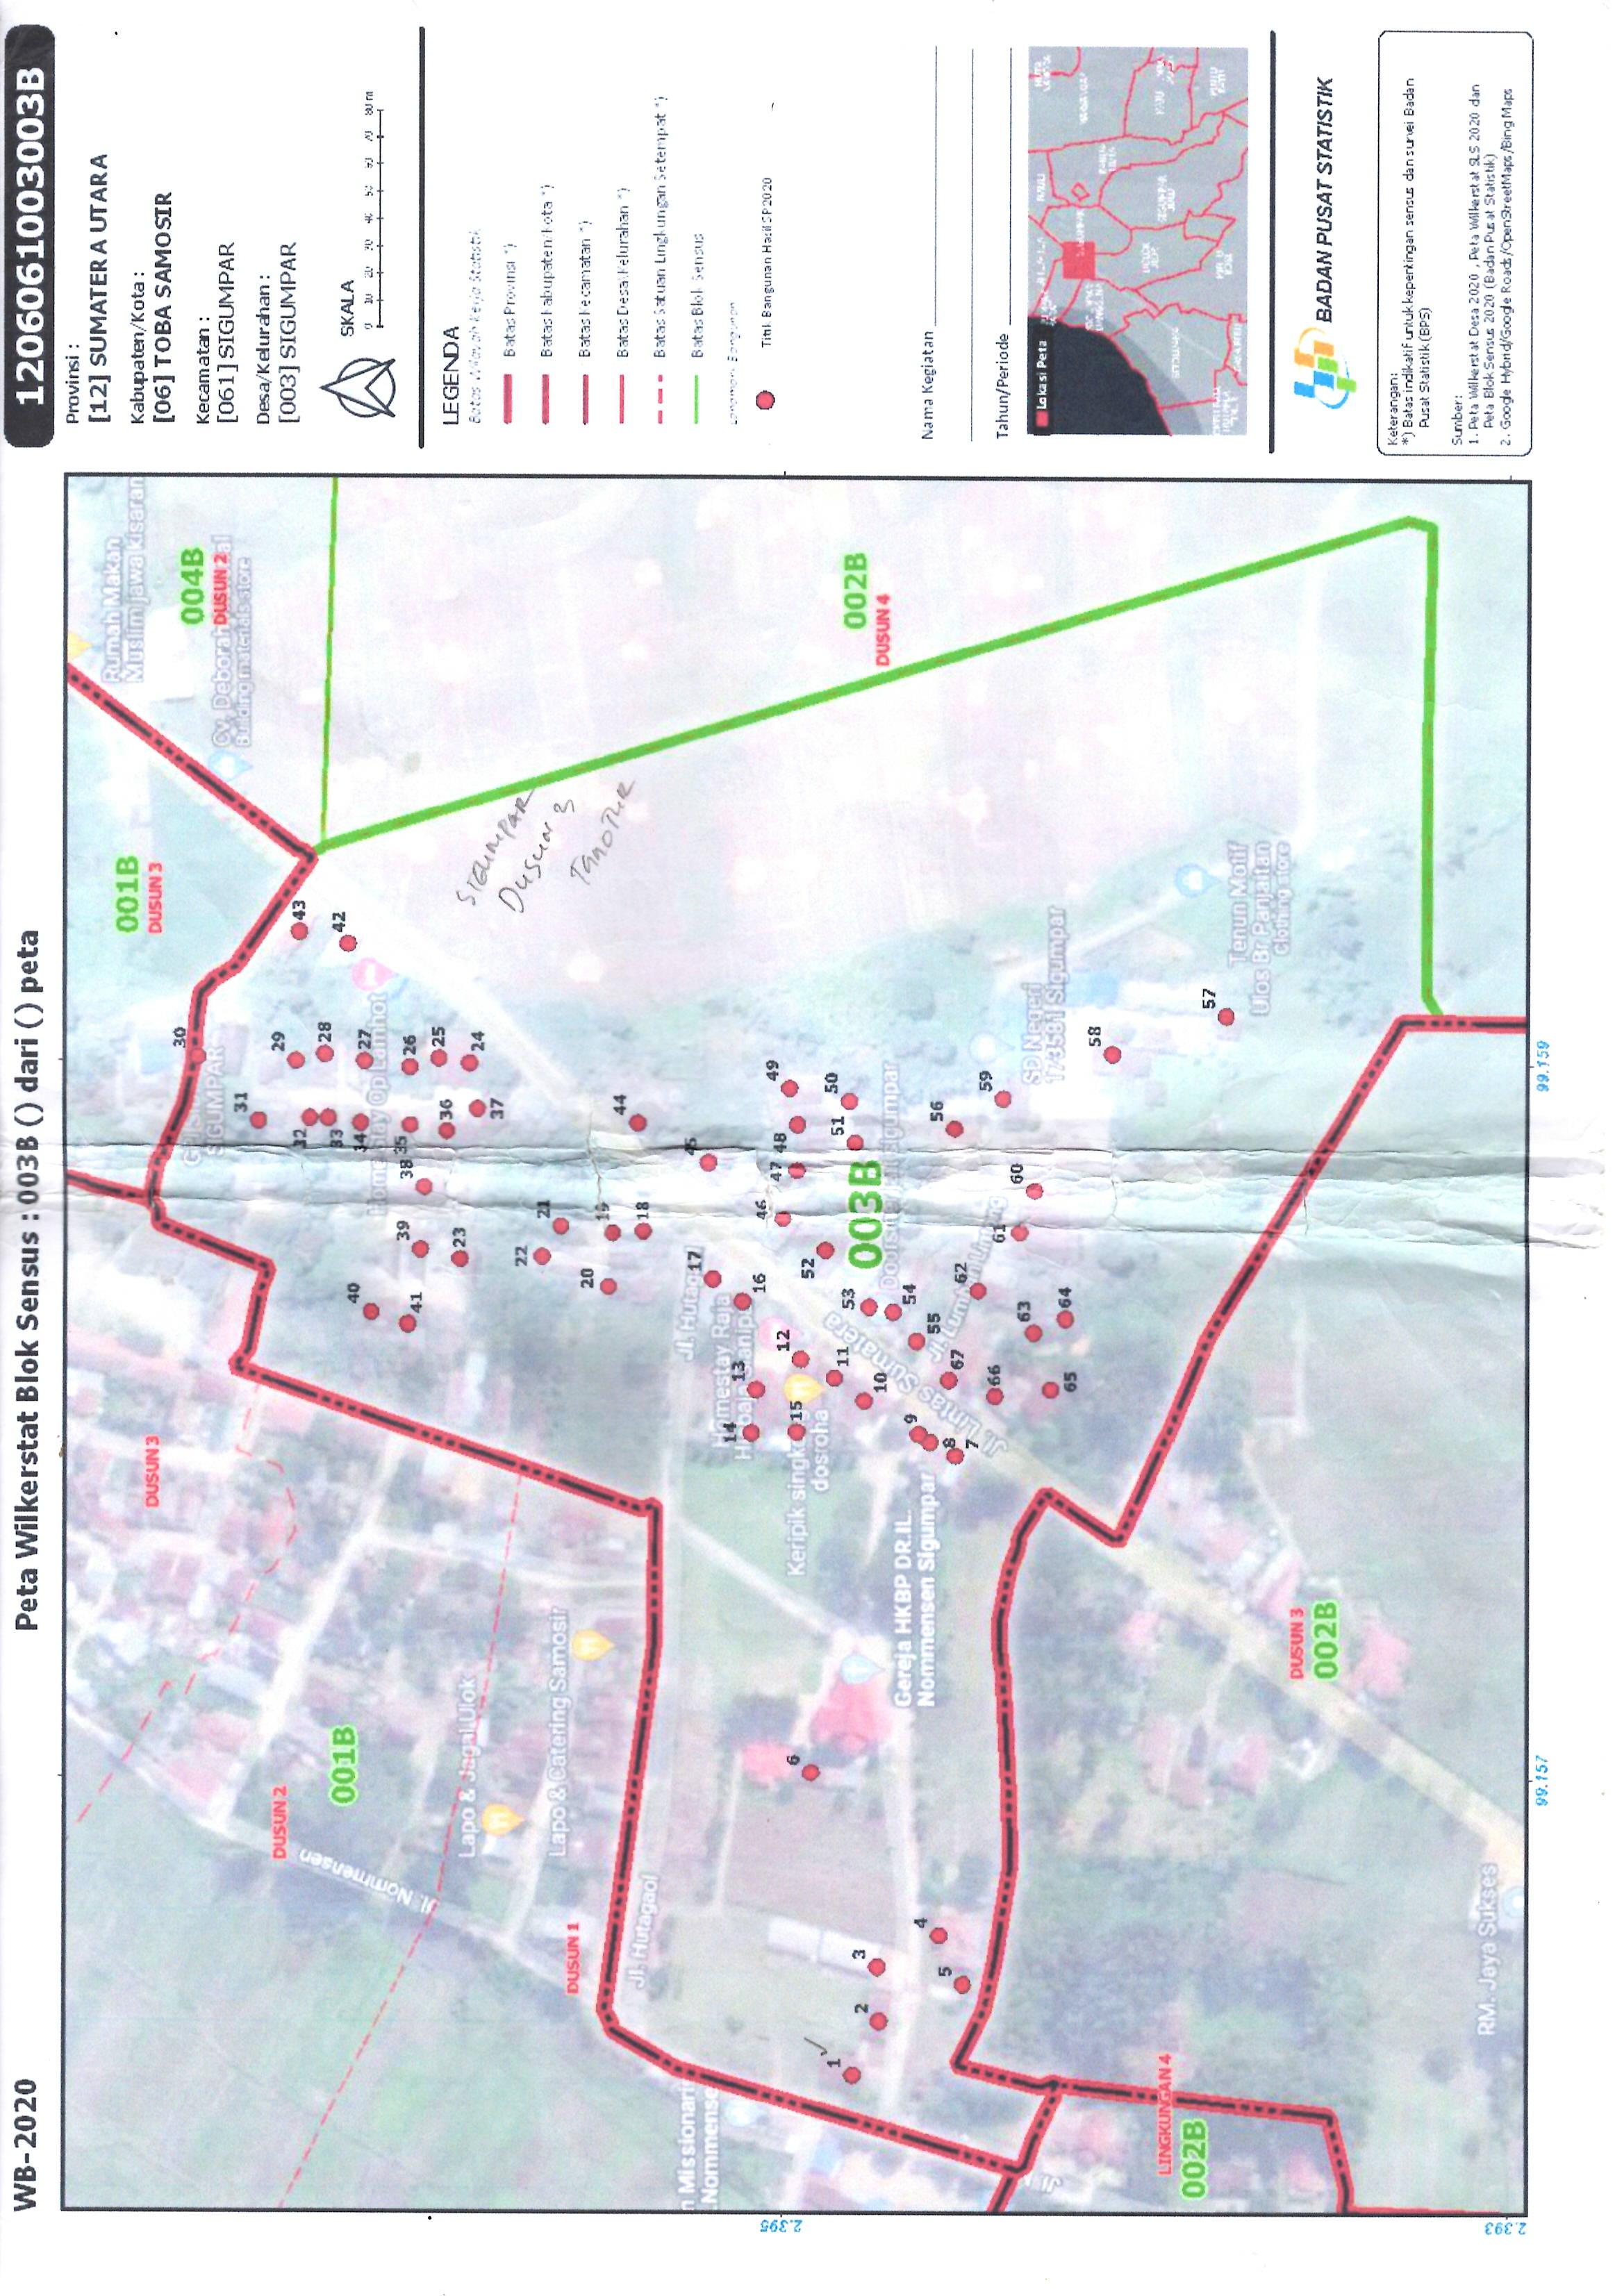 WB-2020
Peta Wilkerstat Blok Sensus : 003B () dari () peta
1206061003003B
Provinsi :
[12] SUMATERA UTARA
Kabupaten/Kota :
[06] TOBA SAMOSIR
Kecamatan :
[061] SIGUMPAR
Desa/Kelurahan :
[003] SIGUMPAR
SKALA
0 10 20 30 40 50 60 70 80 m
LEGENDA
Batas Wilayah Kerja Statistik
Batas Provinsi *)
Batas Kabupaten/Kota *)
Batas Kecamatan *)
Batas Desa\Kelurahan *)
Batas Satuan Lingkungan Setempat *)
Batas Blok Sensus
Landmark Bangunan
Titik Bangunan Hasil SP2020
Nama Kegiatan
Tahun/Periode
Lokasi Peta
BADAN PUSAT STATISTIK
Keterangan:
*) Batas indikatif untuk kepentingan sensus dan survei Badan
Pusat Statistik (BPS)
Sumber:
1. Peta Wilkerstat Desa 2020 , Peta Wilkerstat SLS 2020 dan
Peta Blok Sensus 2020 (Badan Pusat Statistik)
2. Google Hybrid/Google Roads/OpenStreetMaps/Bing Maps
001B
DUSUN 3
Rumah Makan
Muslim jawa kisaran
004B
DUSUN 2
Cv. Deborah
Building materials store
DUSUN 3
SIGUMPAR
30
31
29
32
28
33
43
42
34
27
Home Stay Op Lamhot
35
26
25
36
24
37
38
39
40
41
23
22
21
20
19
18
17
44
45
DUSUN 2
001B
Jl. Nommensen
Lapo & Jagal Ulok
Lapo & Catering Samosir
DUSUN 1
Jl. Hutagaol
n Missionaris
Nommense
SIGUMPAR
Dusun 3
Jl. Hutagaol
Homestay Raja
14
13
16
15
12
11
10
Keripik singkong
dosroha
46
47
48
49
50
51
52
53
54
55
003B
Doorsmeer
sigumpar
1
2
3
4
5
6
Gereja HKBP DR.IL.
Nommensen Sigumpar
9
8
7
Jl. Lintas Sumatera
Jl. Lumban Lintong
67
66
62
61
60
63
64
65
56
59
SD Negeri
173581 Sigumpar
58
57
Tenun Motif
Ulos Br Panjaitan
Clothing store
002B
DUSUN 4
LINGKUNGAN 4
002B
DUSUN 3
002B
RM. Jaya Sukses
2.395
2.393
99.157
99.159